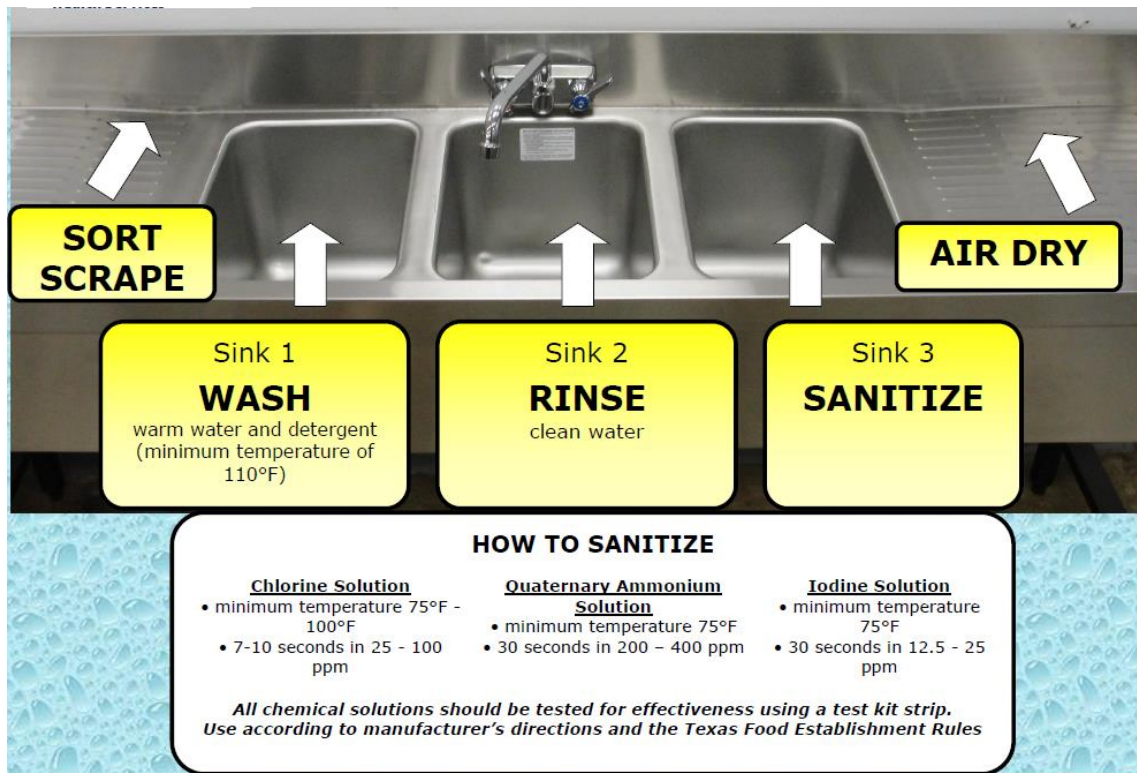 SORT
SCRAPE
AIR DRY
Sink 1
WASH
warm water and detergent
(minimum temperature of
110°F)
Sink 2
RINSE
clean water
Sink 3
SANITIZE
HOW TO SANITIZE
Chlorine Solution
• minimum temperature 75°F -
100°F
• 7-10 seconds in 25 - 100
ppm
Quaternary Ammonium
Solution
• minimum temperature 75°F
• 30 seconds in 200 – 400 ppm
Iodine Solution
• minimum temperature
75°F
• 30 seconds in 12.5 - 25
ppm
All chemical solutions should be tested for effectiveness using a test kit strip.
Use according to manufacturer’s directions and the Texas Food Establishment Rules